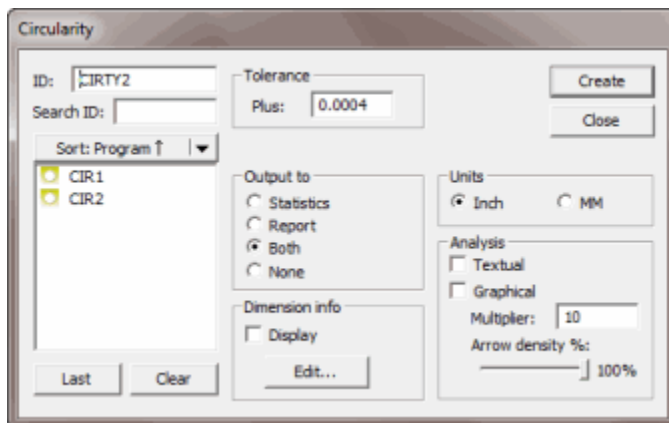 Circularity
ID: CIRTY2
Search ID:
Sort: Program↑
CIR1
CIR2
Last
Clear
Tolerance
Plus: 0.0004
Output to
Statistics
Report
Both
None
Dimension info
Display
Edit...
Create
Close
Units
Inch
MM
Analysis
Textual
Graphical
Multiplier: 10
Arrow density %:
100%